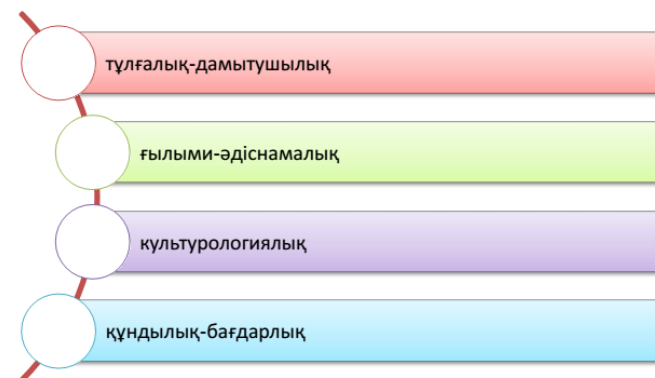 тұлғалық-дамытушылық
ғылыми-әдіснамалық
культурологиялық
құндылық-бағдарлық